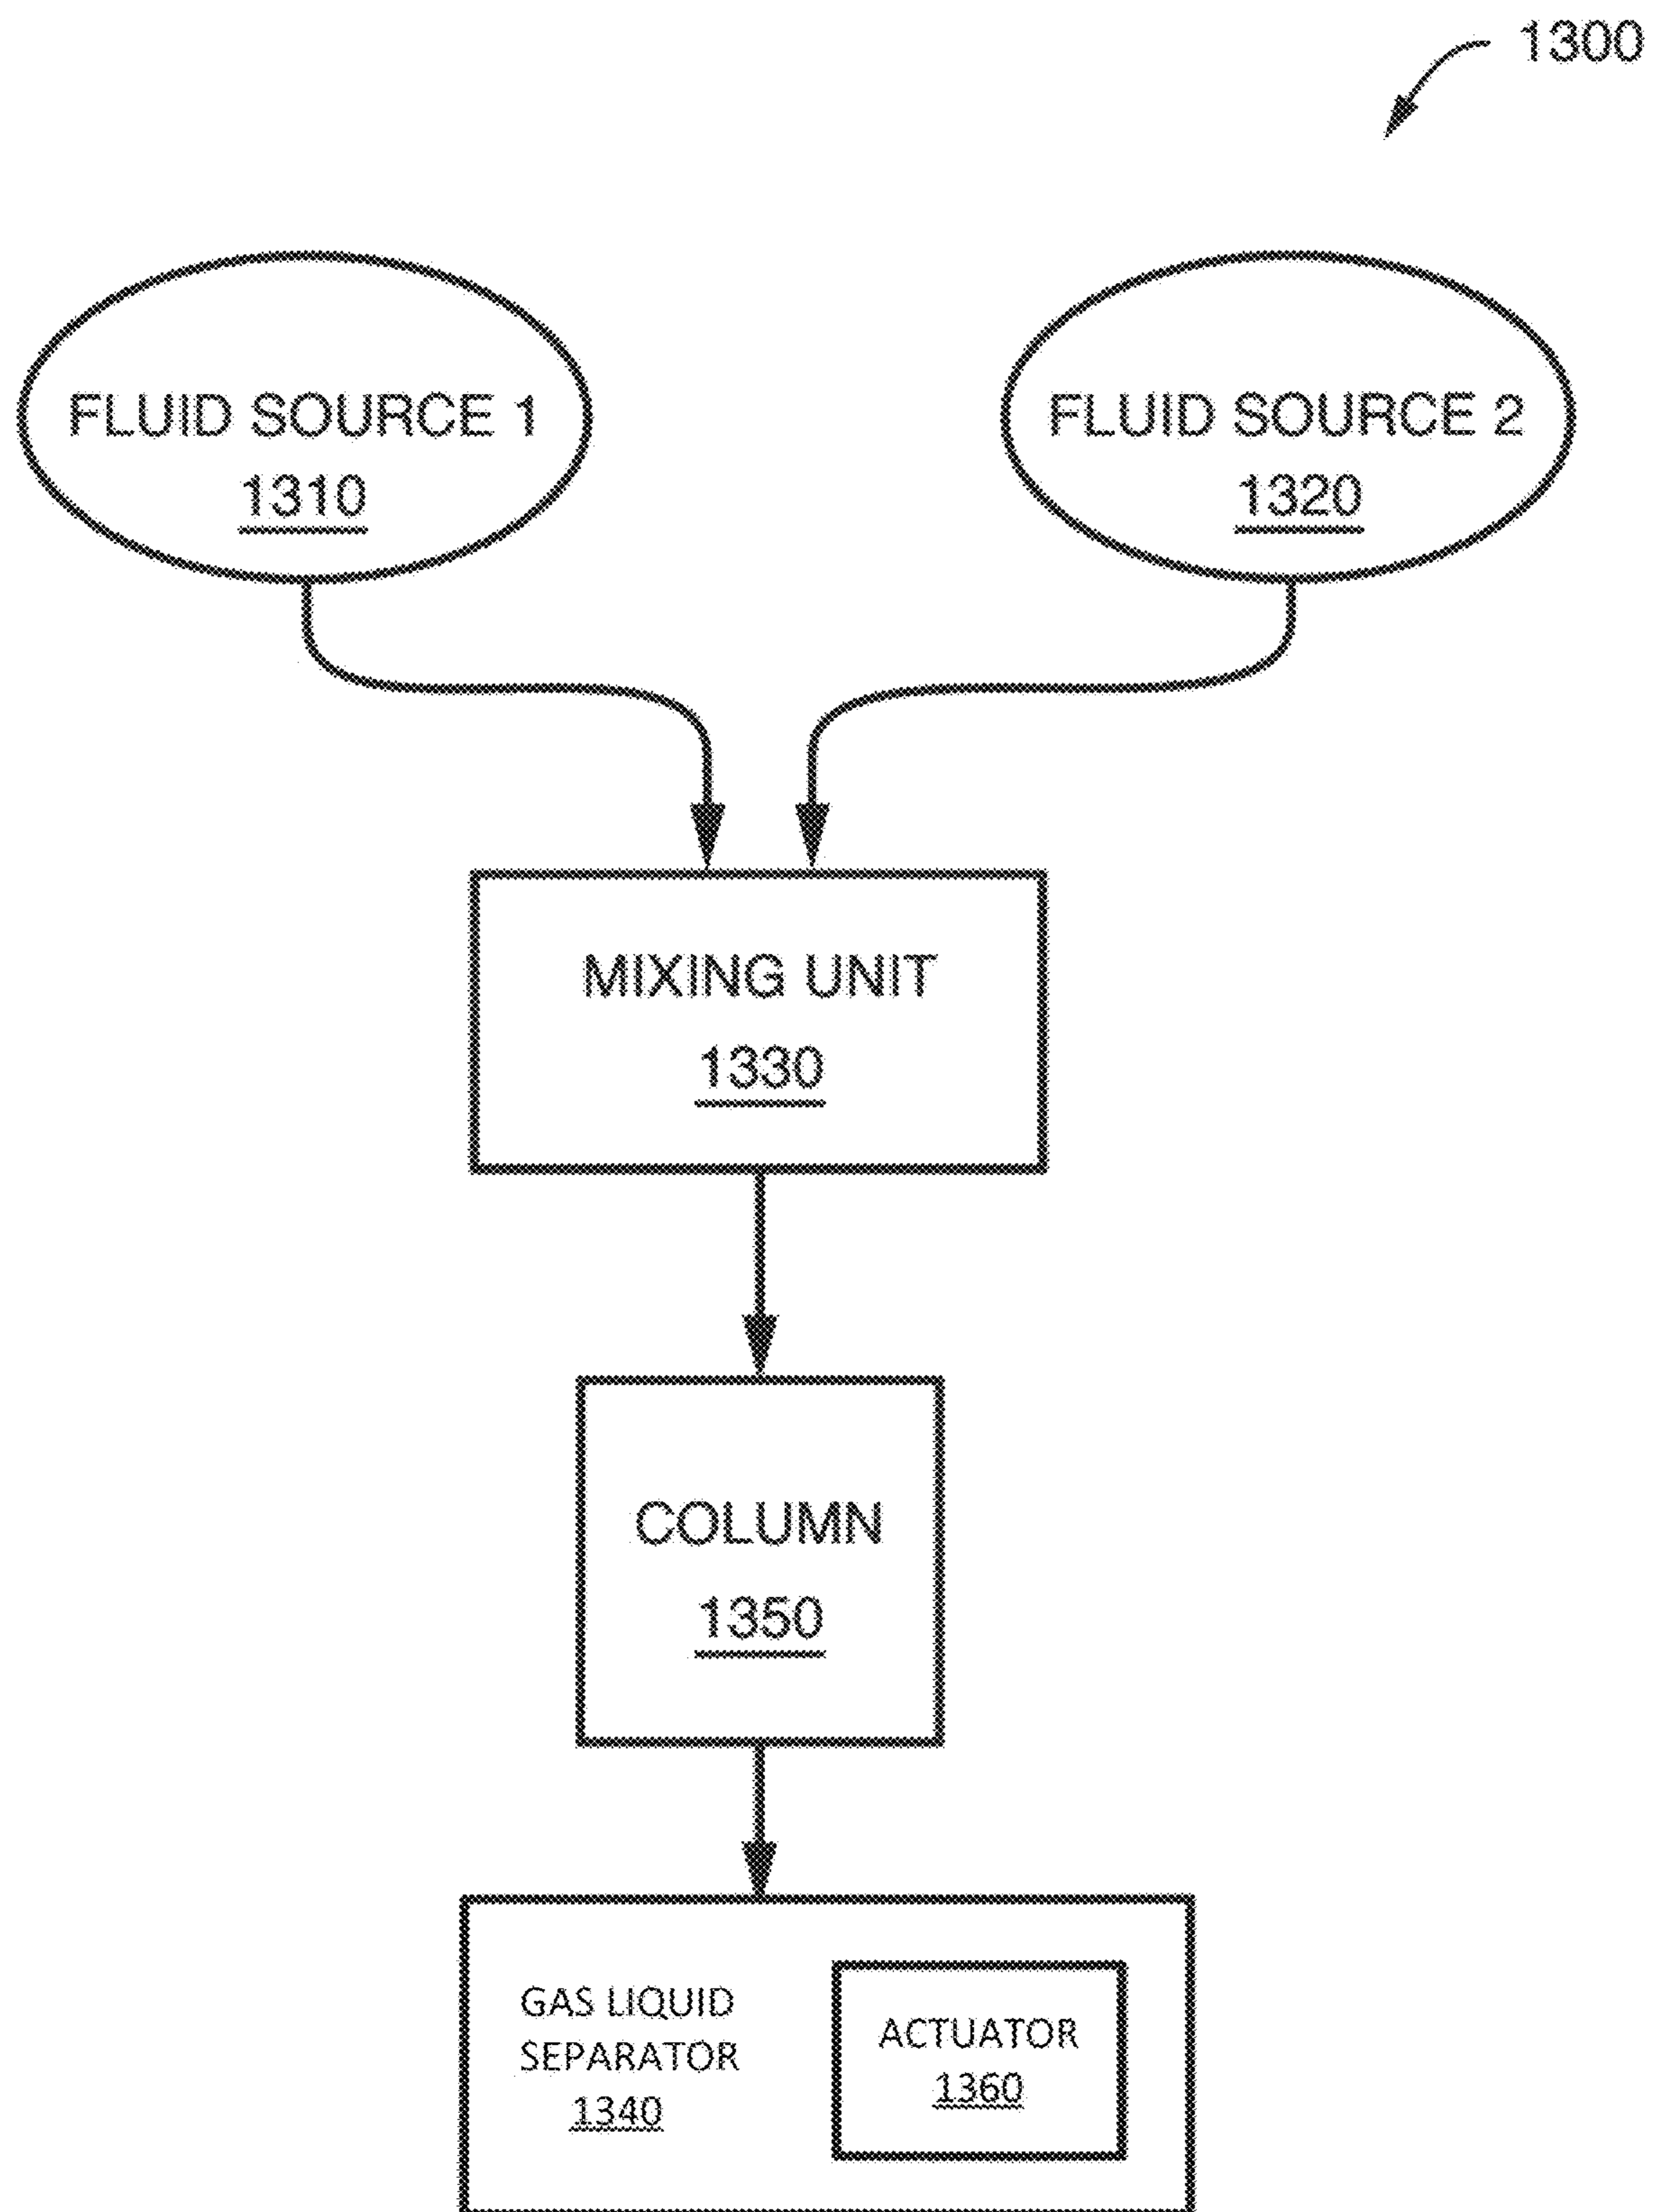 1300
FLUID SOURCE 1
1310
FLUID SOURCE 2
1320
MIXING UNIT
1330
COLUMN
1350
GAS LIQUID
SEPARATOR
1340
ACTUATOR
1360